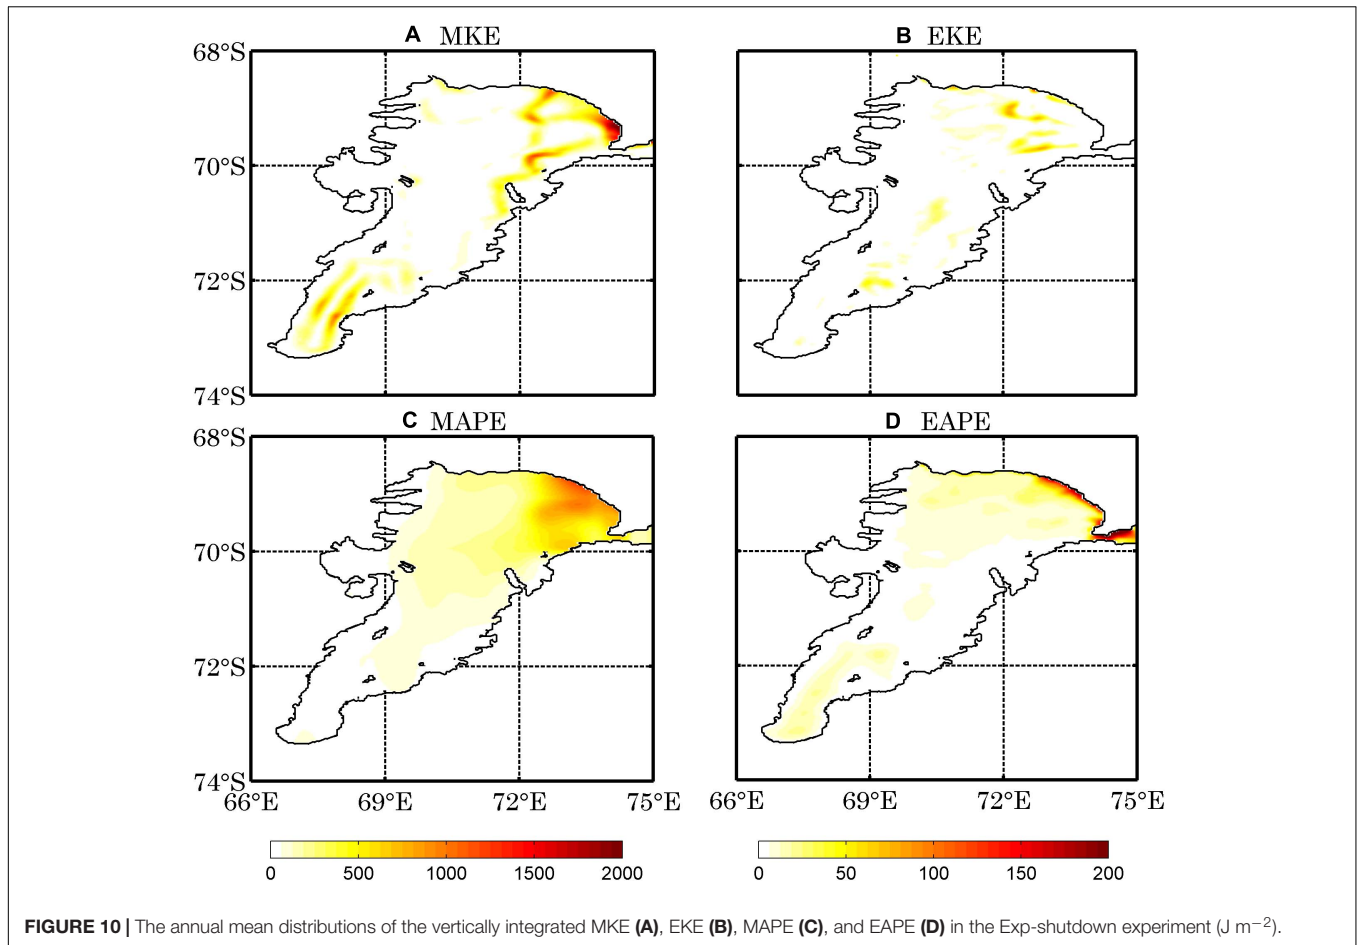 A MKE
B EKE
68°S
70°S
72°S
74°S
C MAPE
D EAPE
68°S
70°S
72°S
74°S
66°E 69°E 72°E 75°E 66°E 69°E 72°E 75°E
0 500 1000 1500 2000
0 50 100 150 200
FIGURE 10 | The annual mean distributions of the vertically integrated MKE (A), EKE (B), MAPE (C), and EAPE (D) in the Exp-shutdown experiment (J m−2).